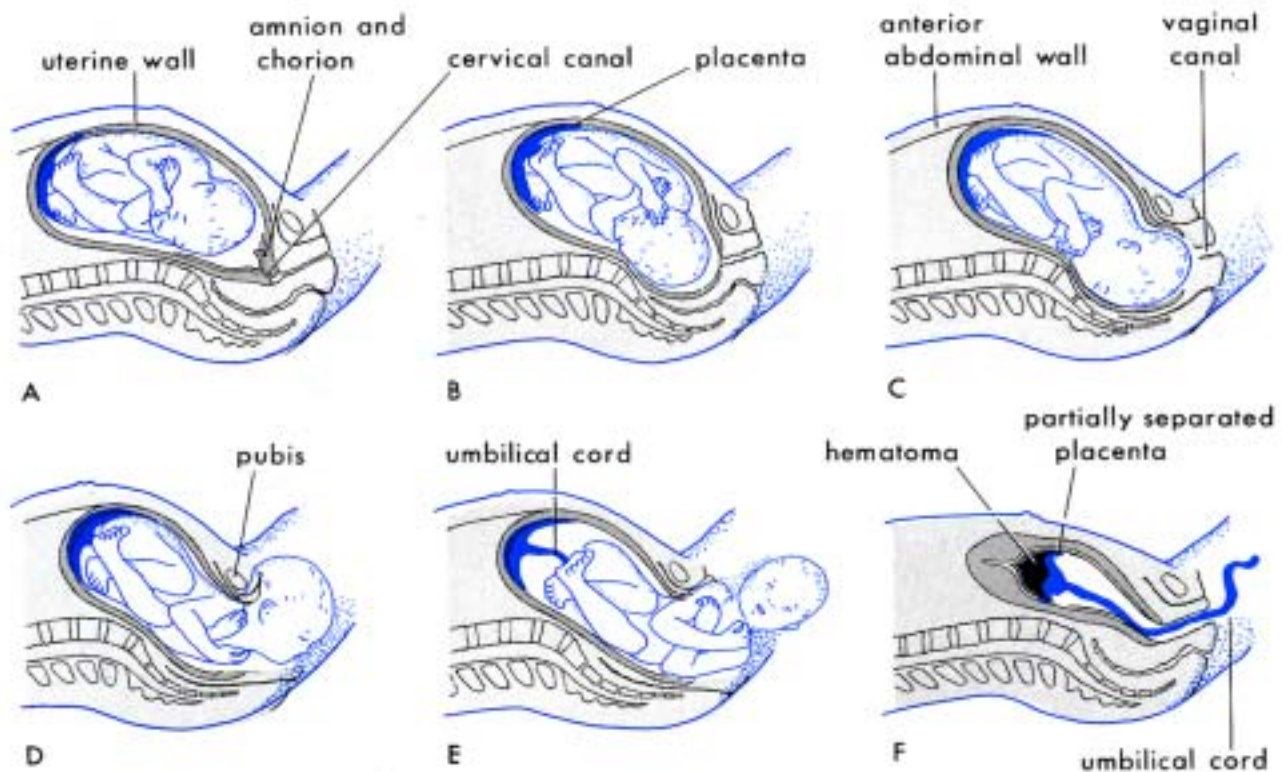 amnion and
chorion
uterine wall
cervical canal
placenta
anterior
abdominal wall
vaginal
canal
A
B
C
pubis
umbilical cord
hematoma
partially separated
placenta
D
E
F
umbilical cord